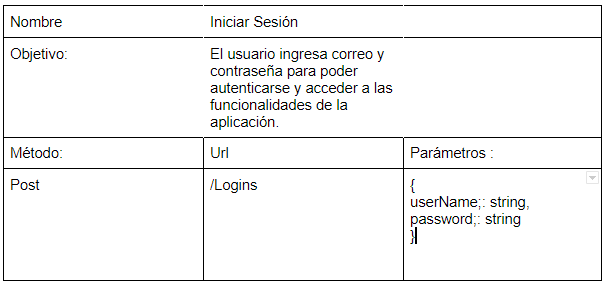 Nombre Iniciar Sesión
Objetivo: El usuario ingresa correo y
contraseña para poder
autenticarse y acceder a las
funcionalidades de la
aplicación.
Método: Url Parámetros :
Post /Logins {
userName;: string,
password;: string
}